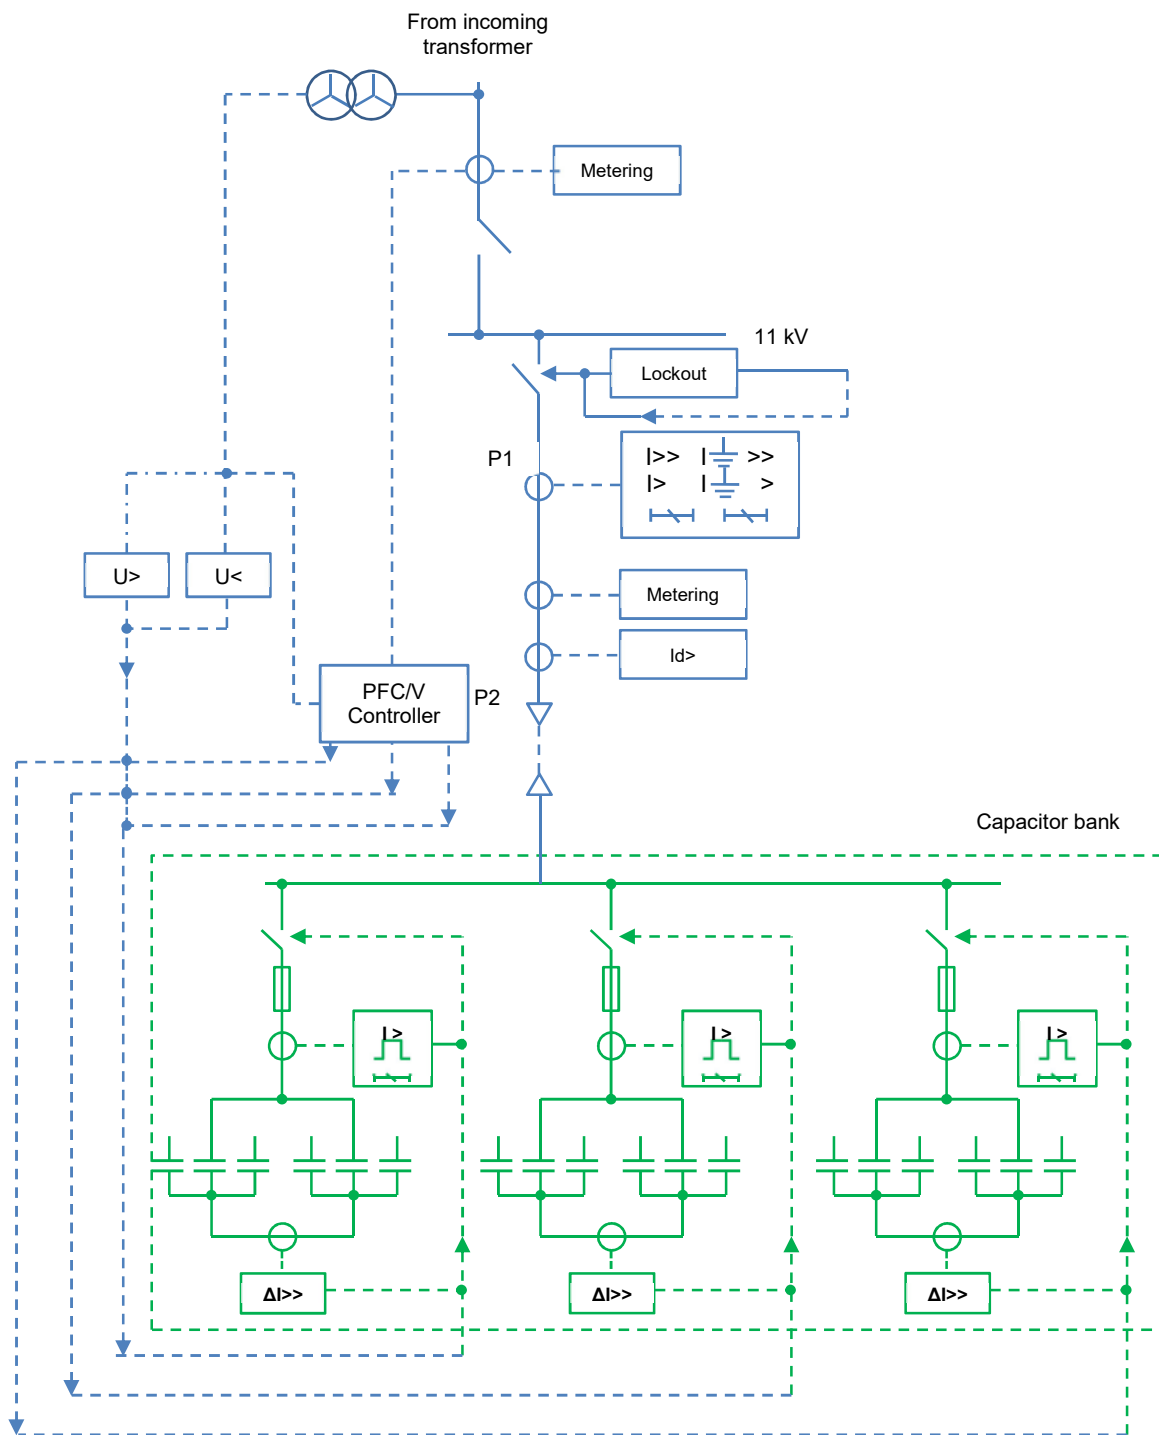 From incoming
transformer
Metering
11 kV
Lockout
P1
I>> I >>
I> I >
U>
U<
Metering
Id>
PFC/V
Controller
P2
Capacitor bank
I >
I >
I >
ΔI>>
ΔI>>
ΔI>>